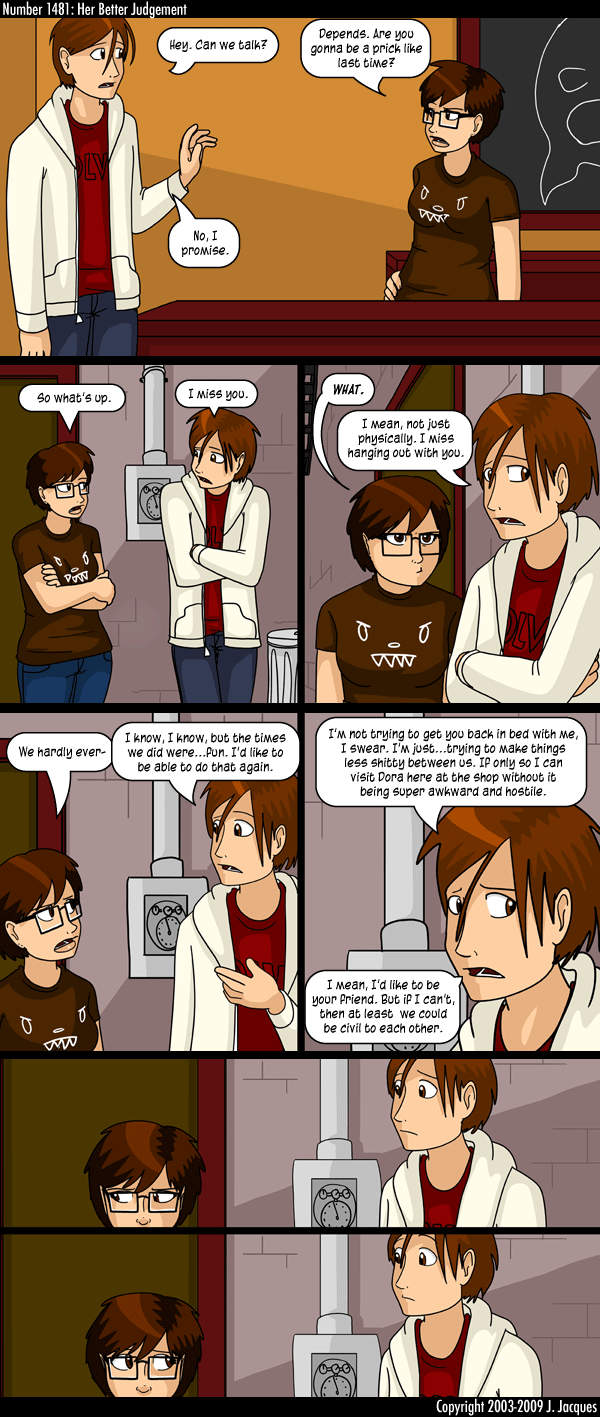 Number 1481: Her Better Judgement
Hey. Can we talk?
Depends. Are you
gonna be a prick like
last time?
No, I
promise.
OLV
So what's up.
I miss you.
OLV
WHAT.
I mean, not just
physically. I miss
hanging out with you.
OLV
We hardly ever-
I know, I know, but the times
we did were...fun. I'd like to
be able to do that again.
I'm not trying to get you back in bed with me,
I swear. I'm just...trying to make things
less shitty between us. If only so I can
visit Dora here at the shop without it
being super awkward and hostile.
I mean, I'd like to be
your friend. But if I can't,
then at least we could
be civil to each other.
Copyright 2003-2009 J. Jacques